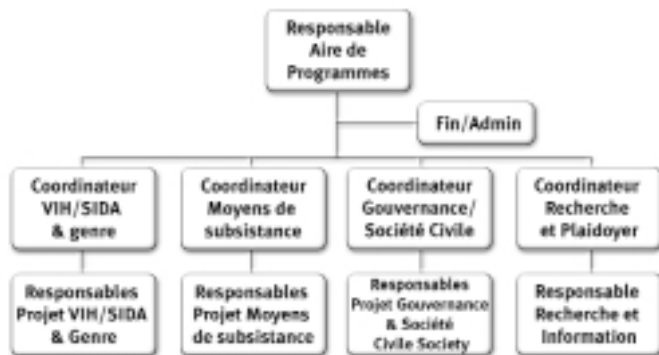 Responsable
Aire de
Programmes
Fin/Admin
Coordinateur
VIH/SIDA
& genre
Coordinateur
Moyens de
subsistance
Coordinateur
Gouvernance/
Société Civile
Coordinateur
Recherche
et Plaidoyer
Responsables
Projet VIH/SIDA
& Genre
Responsables
Projet Moyens
de subsistance
Responsables
Projet Gouvernance
& Société
Civile Society
Responsable
Recherche et
Information